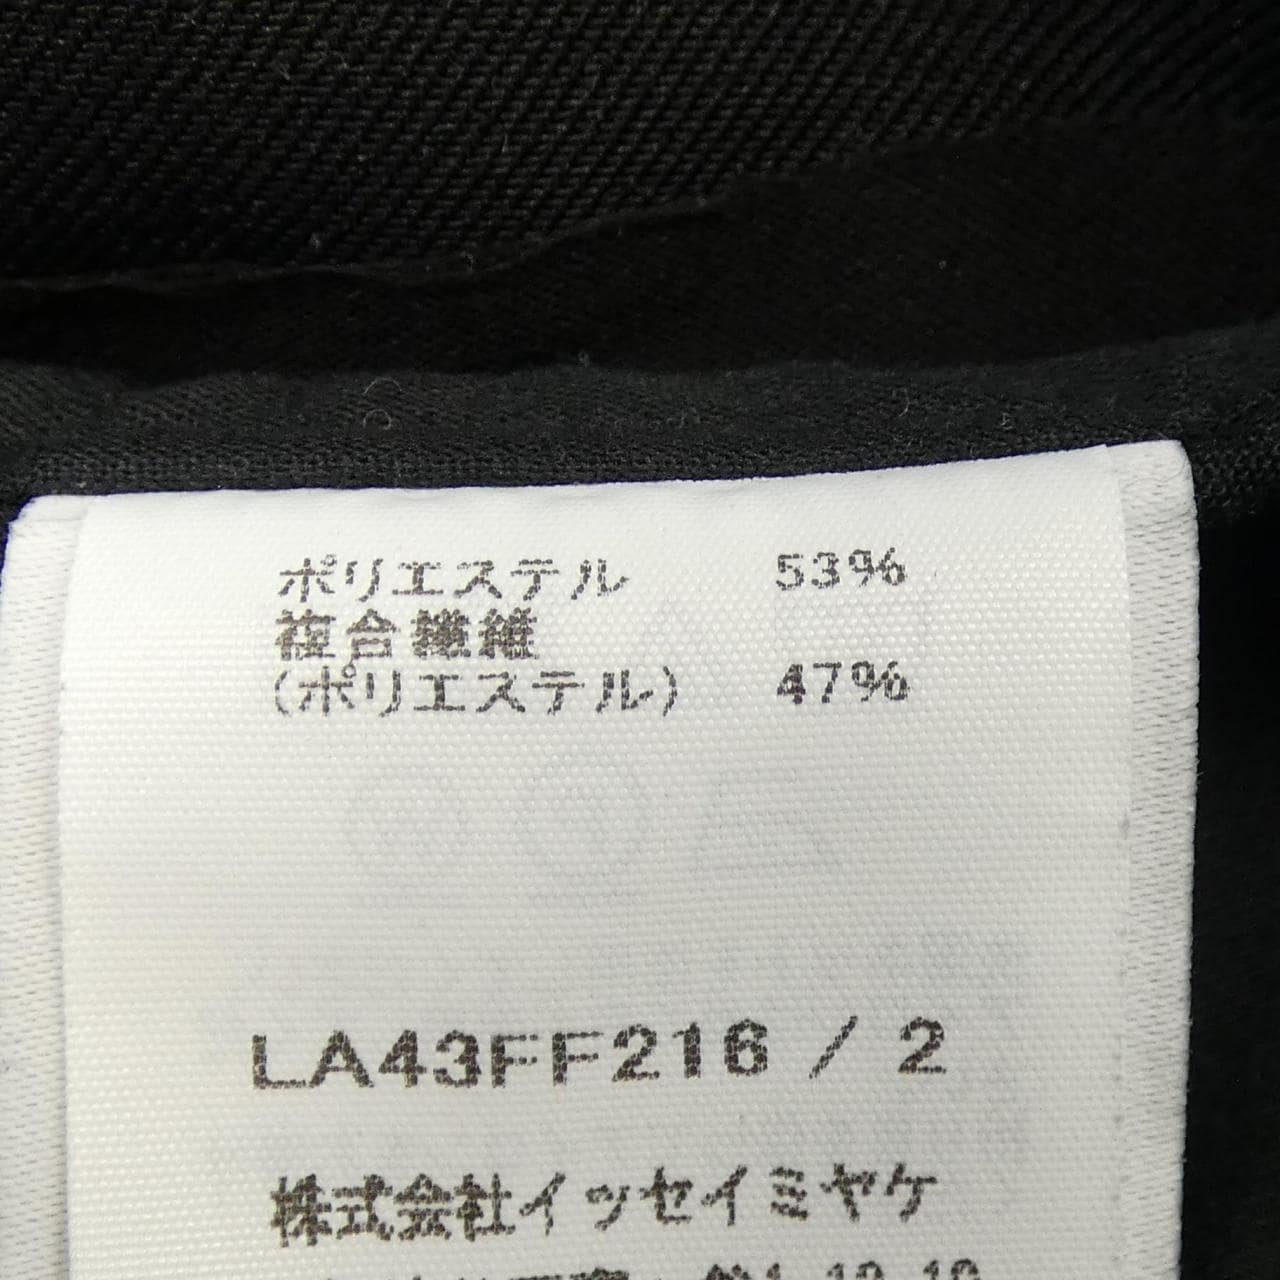 ポリエステル 53%
複合繊維
(ポリエステル) 47%
LA43FF216 / 2
株式会社イッセイミヤケ